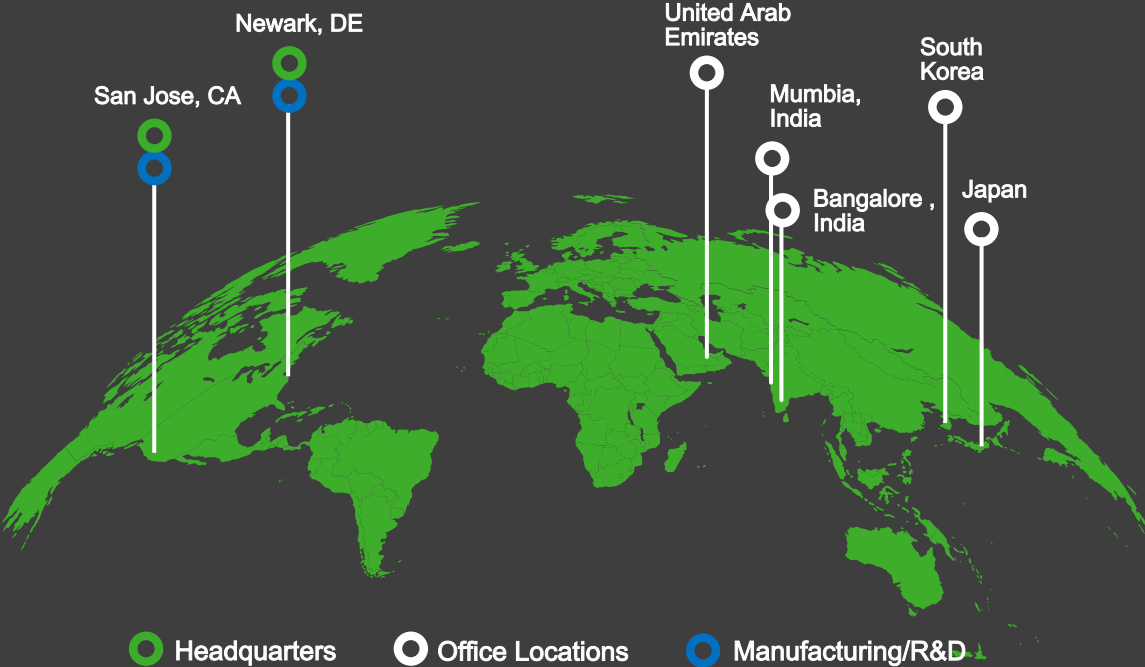 Newark, DE
San Jose, CA
United Arab
Emirates
Mumbia,
India
South
Korea
Bangalore ,
India
Japan
Headquarters
Office Locations
Manufacturing/R&D